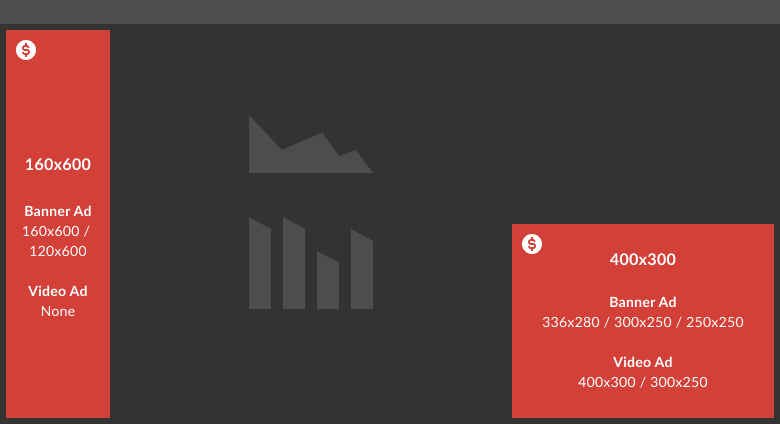 $
160x600
Banner Ad
160x600 /
120x600
Video Ad
None
$
400x300
Banner Ad
336x280 / 300x250 / 250x250
Video Ad
400x300 / 300x250